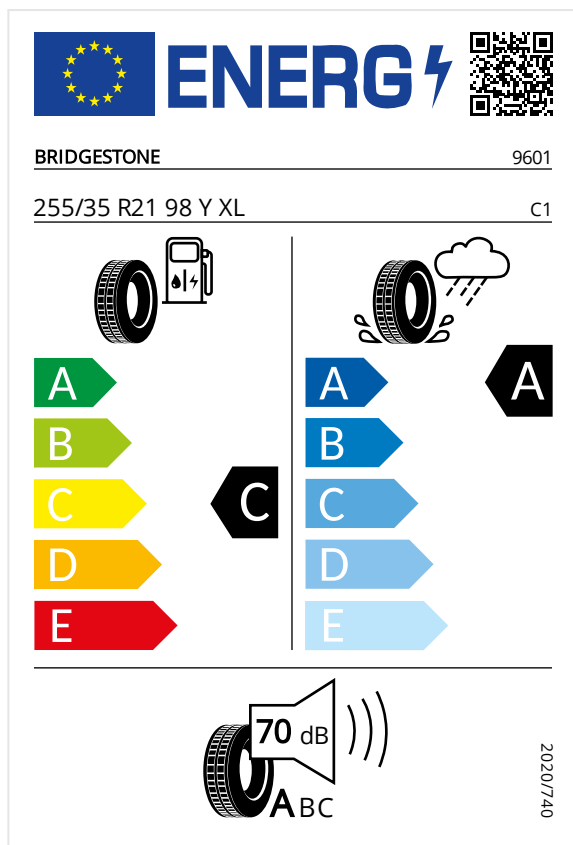 ENERG
BRIDGESTONE 9601
255/35 R21 98 Y XL C1
A A A
B B
C C C
D D
E E
70 dB
ABC
2020/740